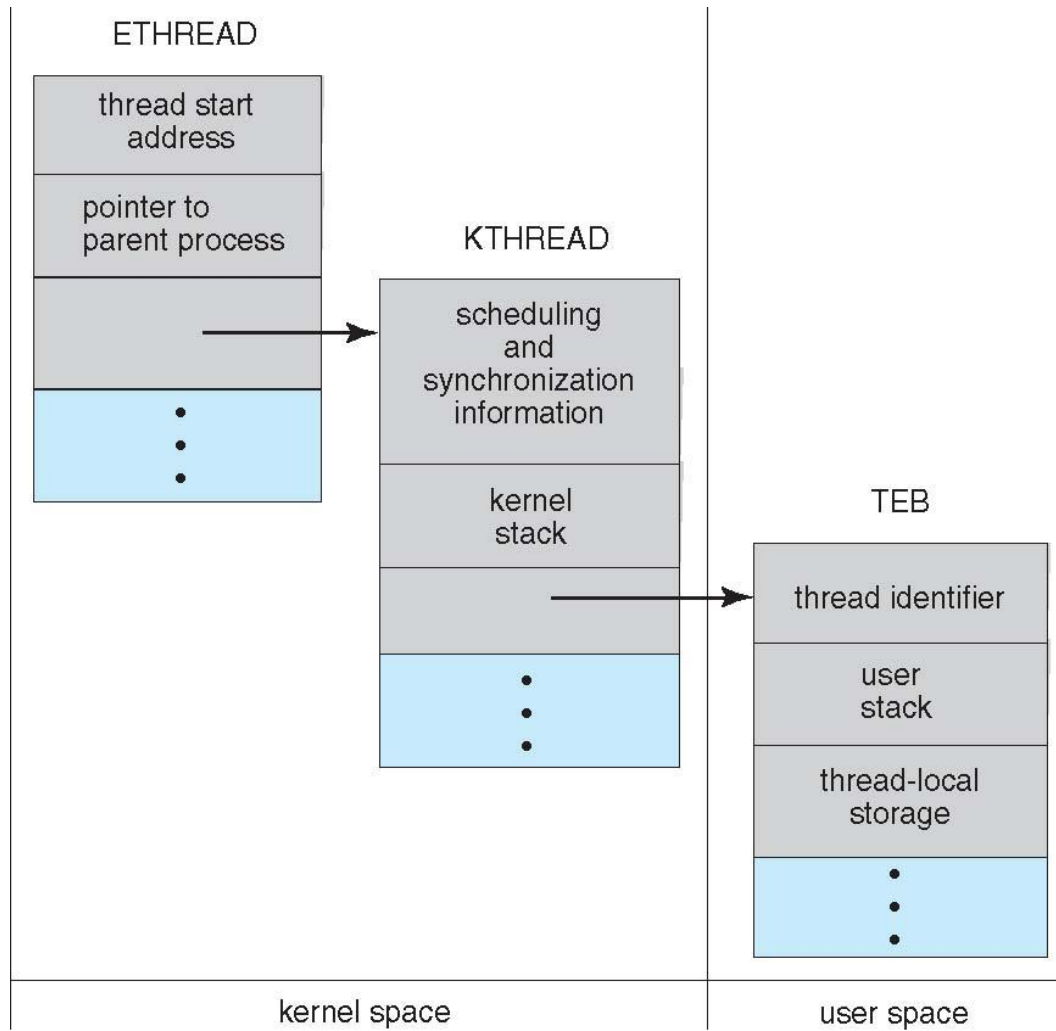 ETHREAD
thread start
address
pointer to
parent process
KTHREAD
scheduling
and
synchronization
information
kernel
stack
TEB
thread identifier
user
stack
thread-local
storage
kernel space
user space